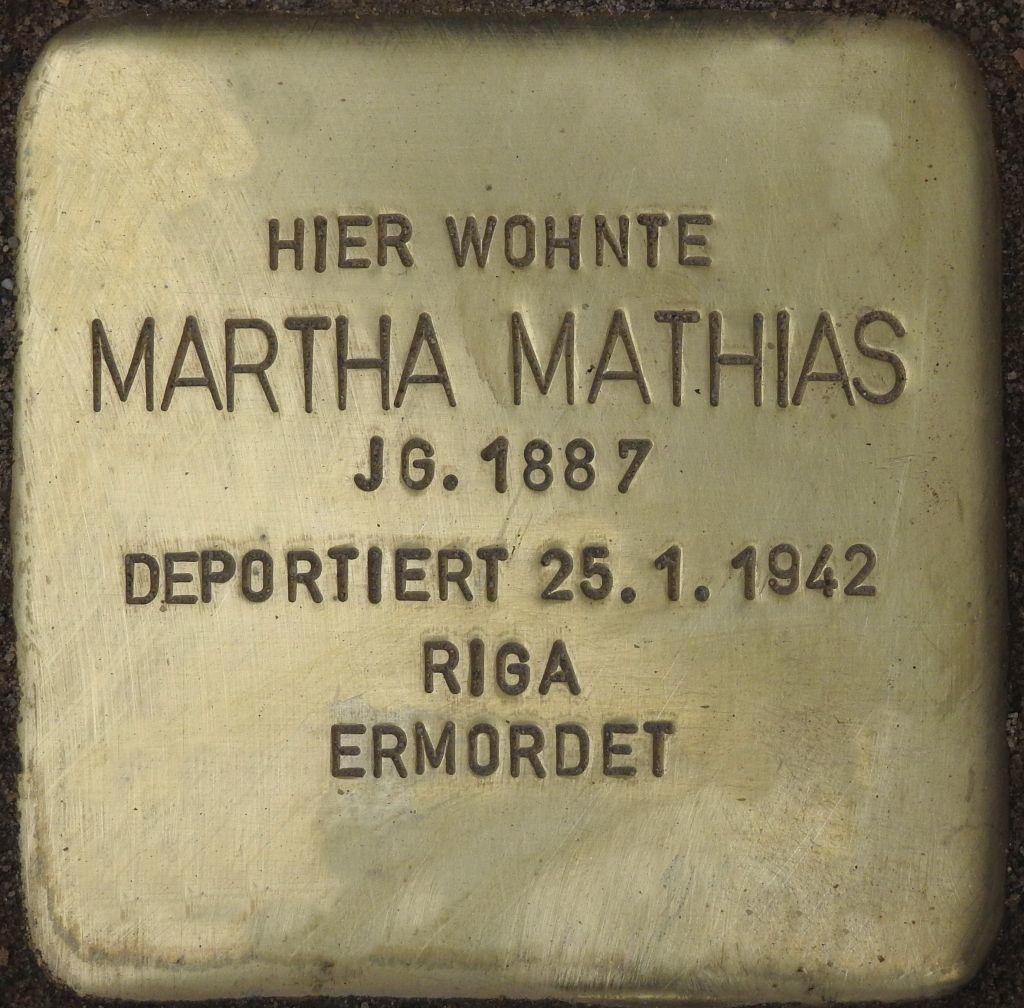 HIER WOHNTE
MARTHA MATHIAS
JG. 1887
DEPORTIERT 25.1.1942
RIGA
ERMORDET